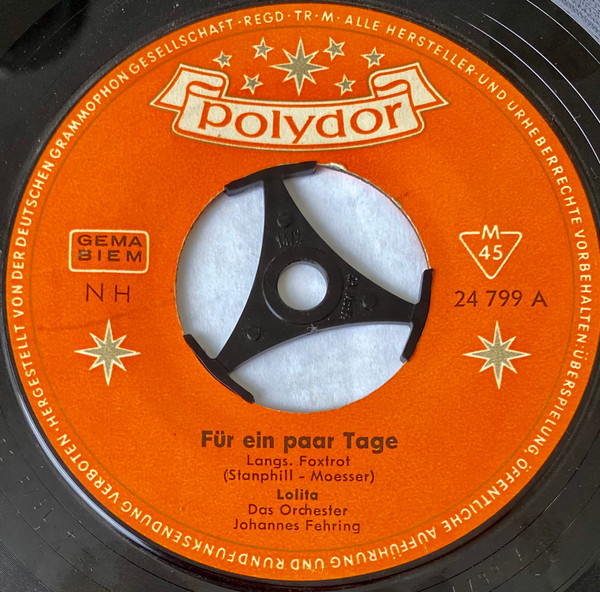 HERGESTELLT VON DER DEUTSCHEN GRAMMOPHON GESELLSCHAFT · REGD · TR · M · ALLE HERSTELLER- UND URHEBERRECHTE VORBEHALTEN: ÜBERSPIELUNG, ÖFFENTLICHE AUFFÜHRUNG UND RUNDFUNKSENDUNG VERBOTEN ·
polydor
GEMA
BIEM
NH
M
45
24 799 A
Für ein paar Tage
Langs. Foxtrot
(Stanphill - Moesser)
Lolita
Das Orchester
Johannes Fehring